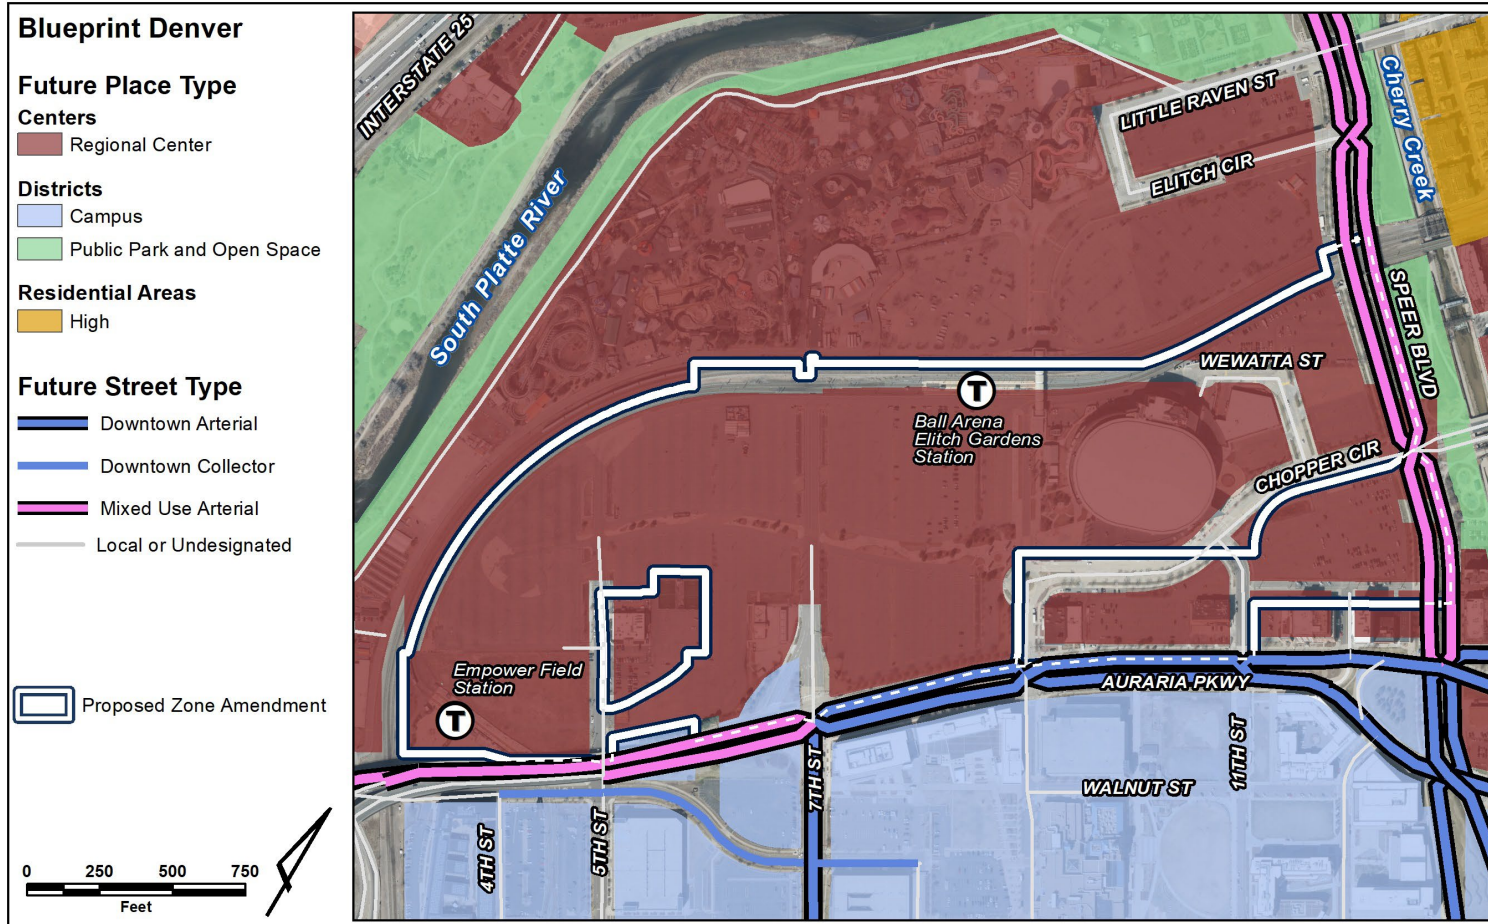 Blueprint Denver
Future Place Type
Centers
Regional Center
Districts
Campus
Public Park and Open Space
Residential Areas
High
Future Street Type
Downtown Arterial
Downtown Collector
Mixed Use Arterial
Local or Undesignated
Proposed Zone Amendment
0 250 500 750
Feet
INTERSTATE 25
South Platte River
LITTLE RAVEN ST
ELITCH CIR
Cherry Creek
SPEER BLVD
WEWATTA ST
T
Ball Arena
Elitch Gardens
Station
CHOPPER CIR
Empower Field
Station
T
AURARIA PKWY
WALNUT ST
4TH ST
5TH ST
7TH ST
11TH ST